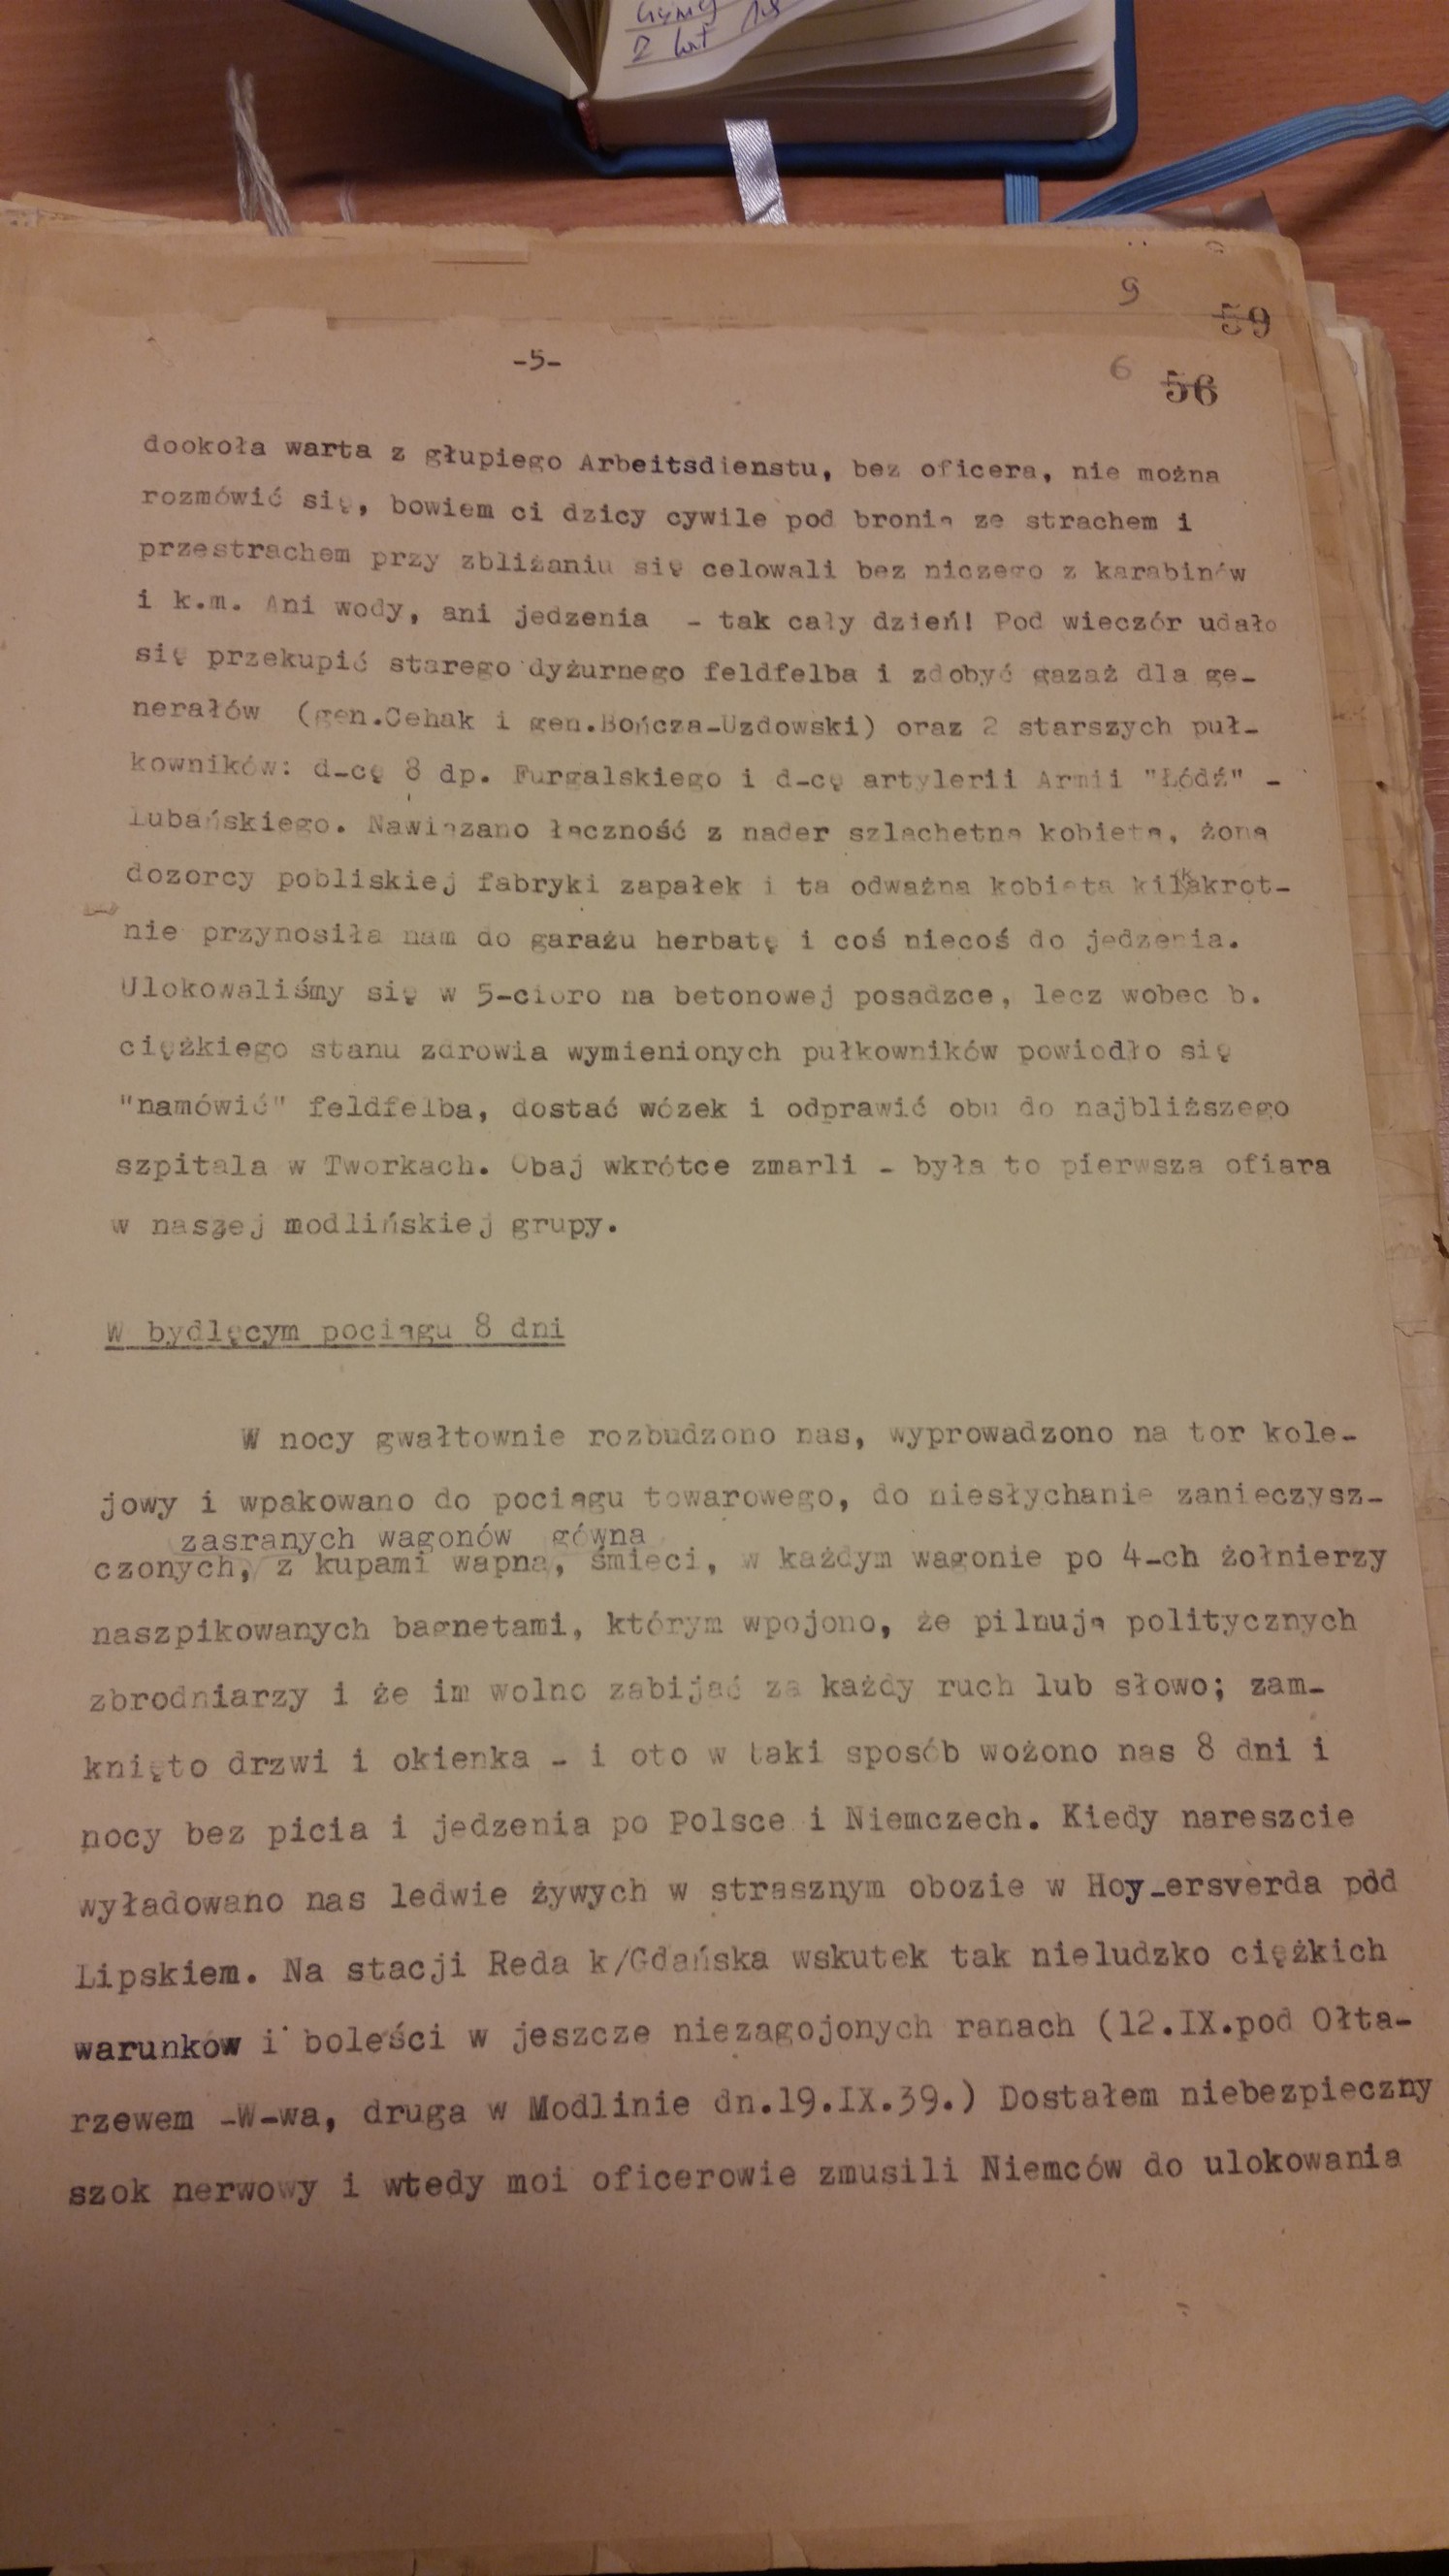 2 lat
9
59
-5-
6
56
dookoła warta z głupiego Arbeitsdienstu, bez oficera, nie można
rozmówić się, bowiem ci dzicy cywile pod bronią ze strachem i
przestrachem przy zbliżaniu się celowali bez niczego z karabinów
i k.m. Ani wody, ani jedzenia - tak cały dzień! Pod wieczór udało
się przekupić starego dyżurnego feldfelba i zdobyć gazaż dla ge-
nerałów (gen.Cehak i gen.Bończa-Uzdowski) oraz 2 starszych puł-
kowników: d-cę 8 dp. Furgalskiego i d-cę artylerii Armii "Łódź" -
Lubańskiego. Nawiązano łączność z nader szlachetną kobietą, żoną
dozorcy pobliskiej fabryki zapałek i ta odważna kobieta kilkakrot-
nie przynosiła nam do garażu herbatę i coś niecoś do jedzenia.
Ulokowaliśmy się w 5-cioro na betonowej posadzce, lecz wobec b.
ciężkiego stanu zdrowia wymienionych pułkowników powiodło się
"namówić" feldfelba, dostać wózek i odprawić obu do najbliższego
szpitala w Tworkach. Obaj wkrótce zmarli - była to pierwsza ofiara
w naszej modlińskiej grupy.
W bydlęcym pociągu 8 dni
W nocy gwałtownie rozbudzono nas, wyprowadzono na tor kole-
jowy i wpakowano do pociągu towarowego, do niesłychanie zanieczysz-
zasranych wagonów gówna
czonych, z kupami wapna, śmieci, w każdym wagonie po 4-ch żołnierzy
naszpikowanych bagnetami, którym wpojono, że pilnują politycznych
zbrodniarzy i że im wolno zabijać za każdy ruch lub słowo; zam-
knięto drzwi i okienka - i oto w taki sposób wożono nas 8 dni i
nocy bez picia i jedzenia po Polsce i Niemczech. Kiedy nareszcie
wyładowano nas ledwie żywych w strasznym obozie w Hoy-ersverda pod
Lipskiem. Na stacji Reda k/Gdańska wskutek tak nieludzko ciężkich
warunków i boleści w jeszcze niezagojonych ranach (12.IX.pod Ołta-
rzewem -W-wa, druga w Modlinie dn.19.IX.39.) Dostałem niebezpieczny
szok nerwowy i wtedy moi oficerowie zmusili Niemców do ulokowania